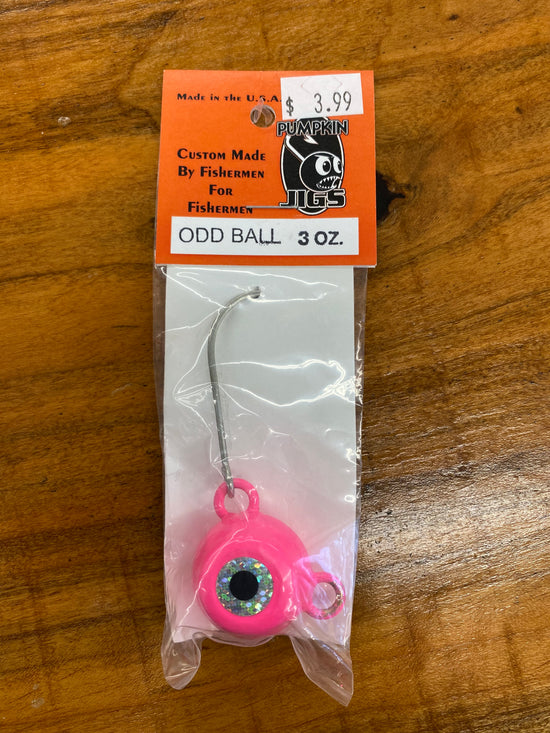 Made in the U.S.A.
$ 3.99
PUMPKIN
JIGS
Custom Made
By Fishermen
For
Fishermen
ODD BALL 3 OZ.